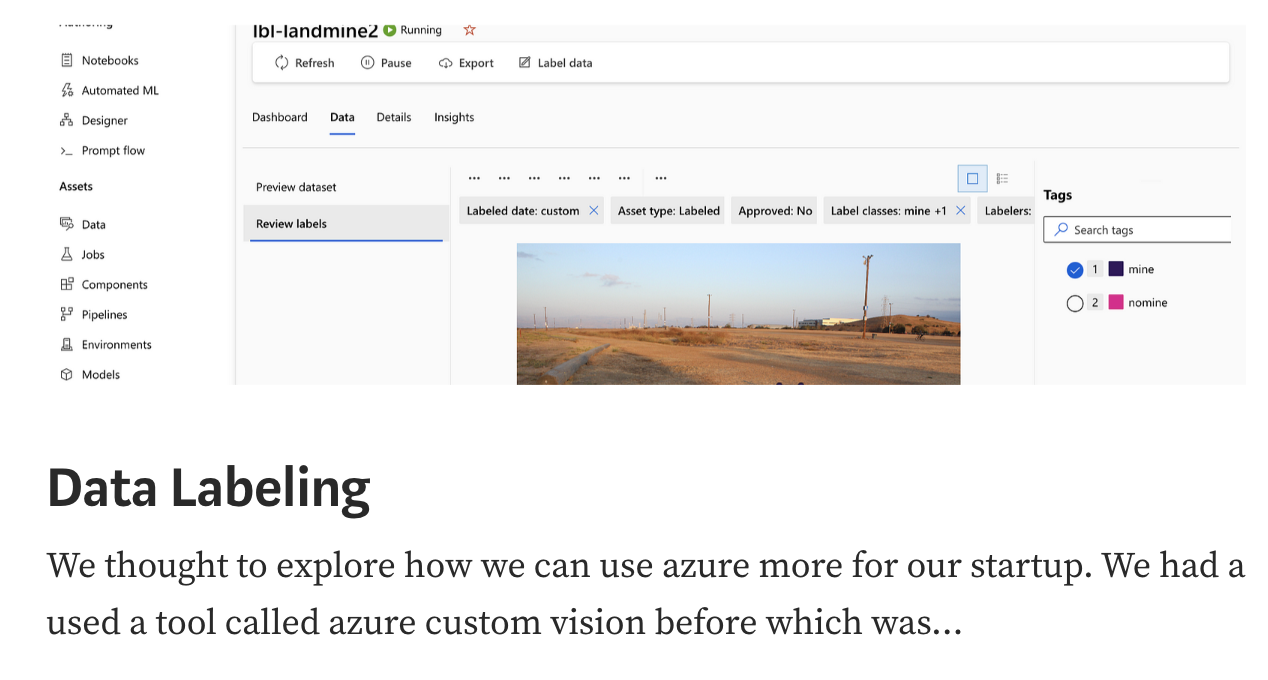 lbl-landmine2 Running
Notebooks
Automated ML
Designer
Prompt flow
Assets
Data
Jobs
Components
Pipelines
Environments
Models
Refresh Pause Export Label data
Dashboard Data Details Insights
Preview dataset
Review labels
... ... ... ... ... ... ...
Labeled date: custom Asset type: Labeled Approved: No Label classes: mine +1 Labelers:
Tags
Search tags
1 mine
2 nomine
Data Labeling
We thought to explore how we can use azure more for our startup. We had a
used a tool called azure custom vision before which was...